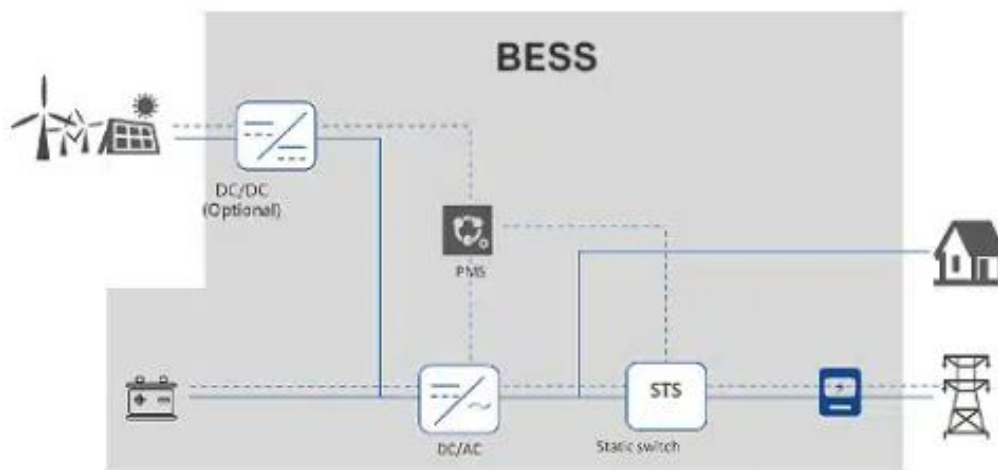 BESS
DC/DC
(Optional)
PMS
STS
DC/AC
Static switch